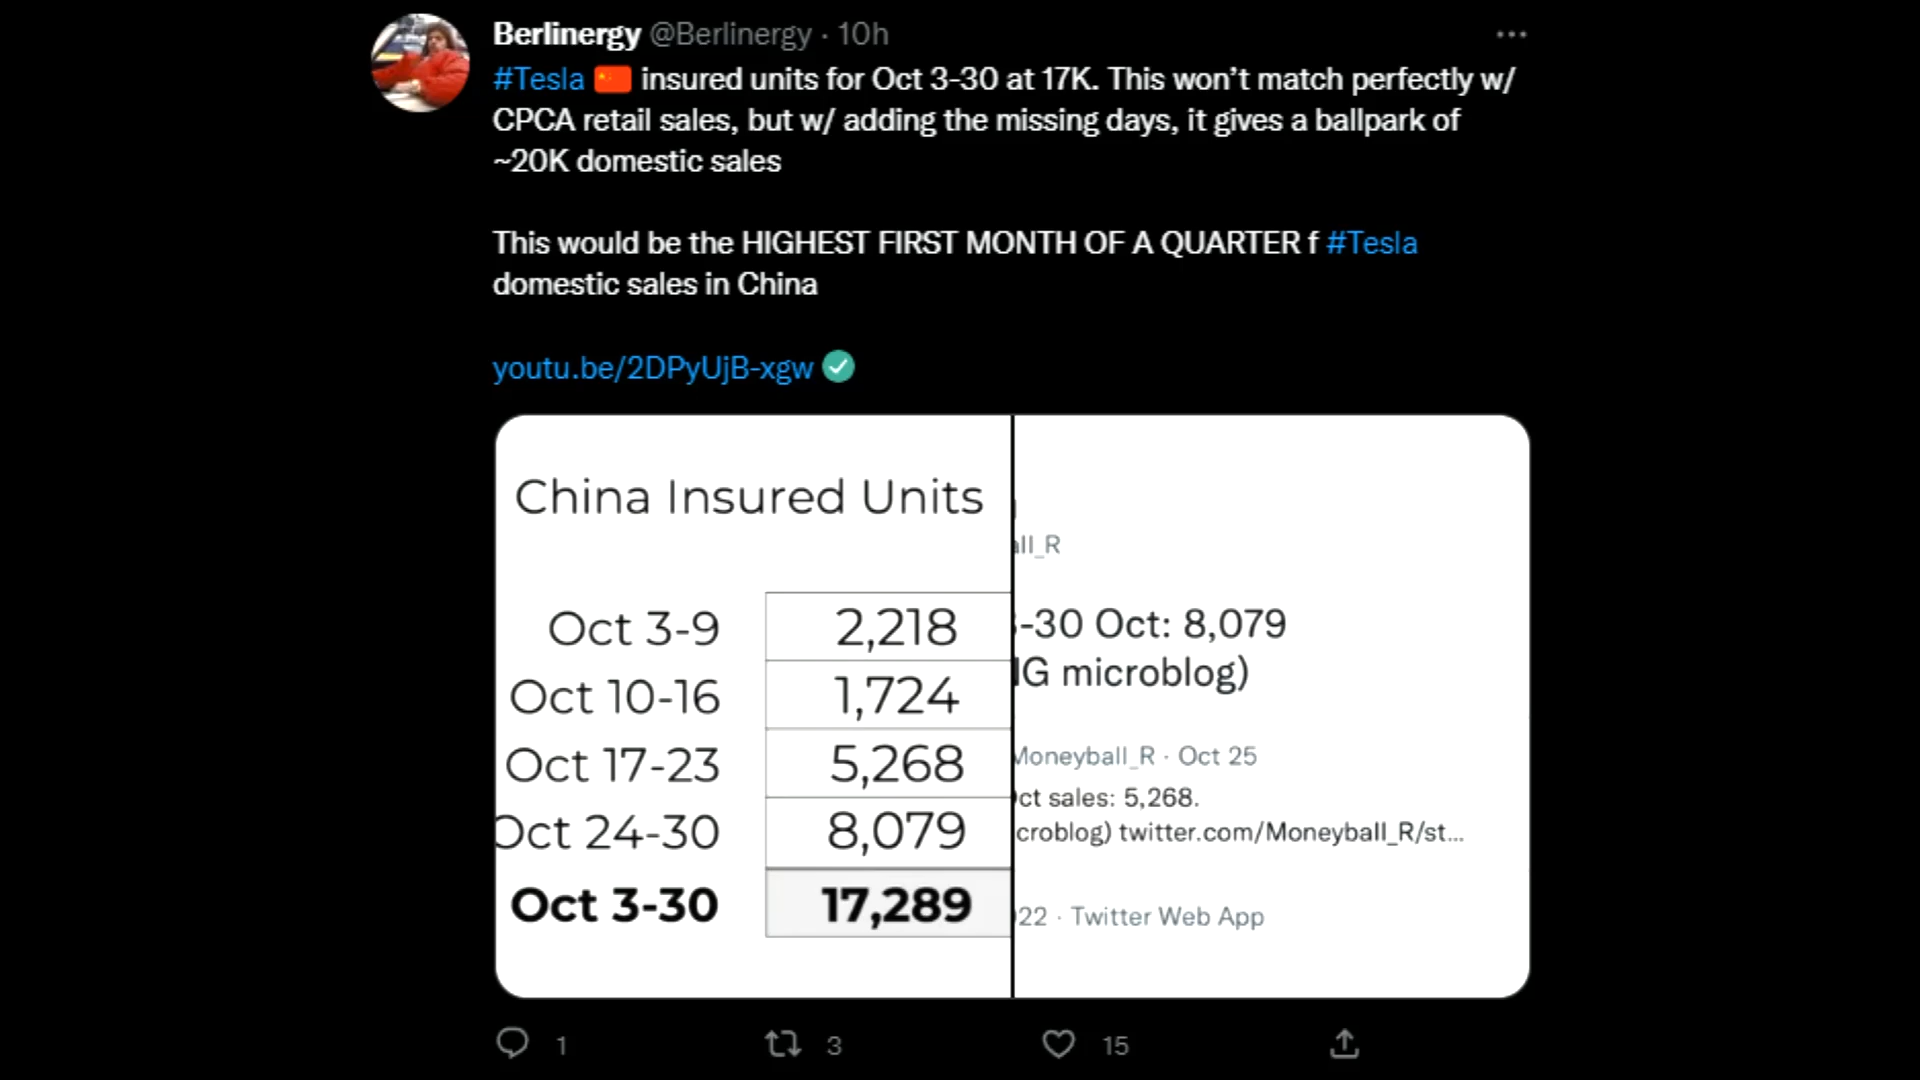 Berlinergy @Berlinergy · 10h
#Tesla 🇨🇳 insured units for Oct 3-30 at 17K. This won't match perfectly w/
CPCA retail sales, but w/ adding the missing days, it gives a ballpark of
~20K domestic sales
This would be the HIGHEST FIRST MONTH OF A QUARTER f #Tesla
domestic sales in China
youtu.be/2DPyUjB-xgw
China Insured Units
Oct 3-9 2,218
Oct 10-16 1,724
Oct 17-23 5,268
Oct 24-30 8,079
Oct 3-30 17,289
all_R
-30 Oct: 8,079
NG microblog)
Moneyball_R · Oct 25
Oct sales: 5,268.
croblog) twitter.com/Moneyball_R/st...
022 · Twitter Web App
1 3 15